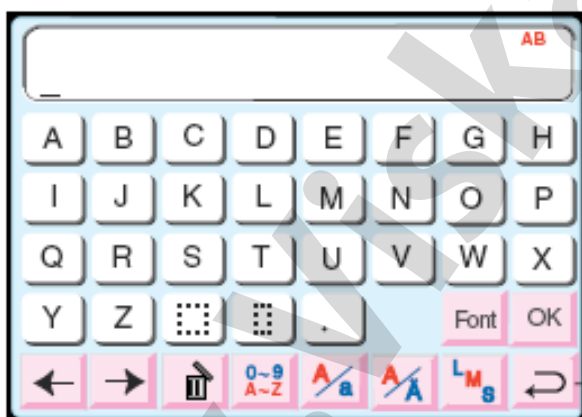 AB
A B C D E F G H
I J K L M N O P
Q R S T U V W X
Y Z . Font OK
0~9 A~Z A/a A/Ä L M S